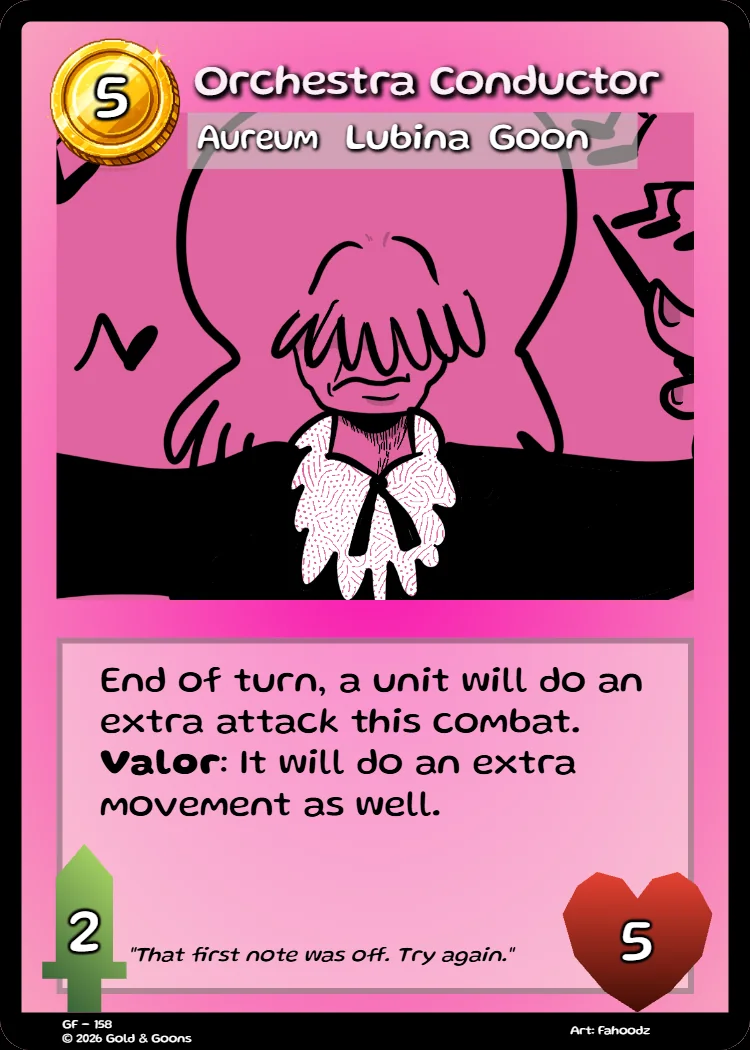 5
Orchestra Conductor
Aureum Lubina Goon
End of turn, a unit will do an
extra attack this combat.
Valor: It will do an extra
movement as well.
2
"That first note was off. Try again."
5
GF - 158
© 2026 Gold & Goons
Art: Fahoodz